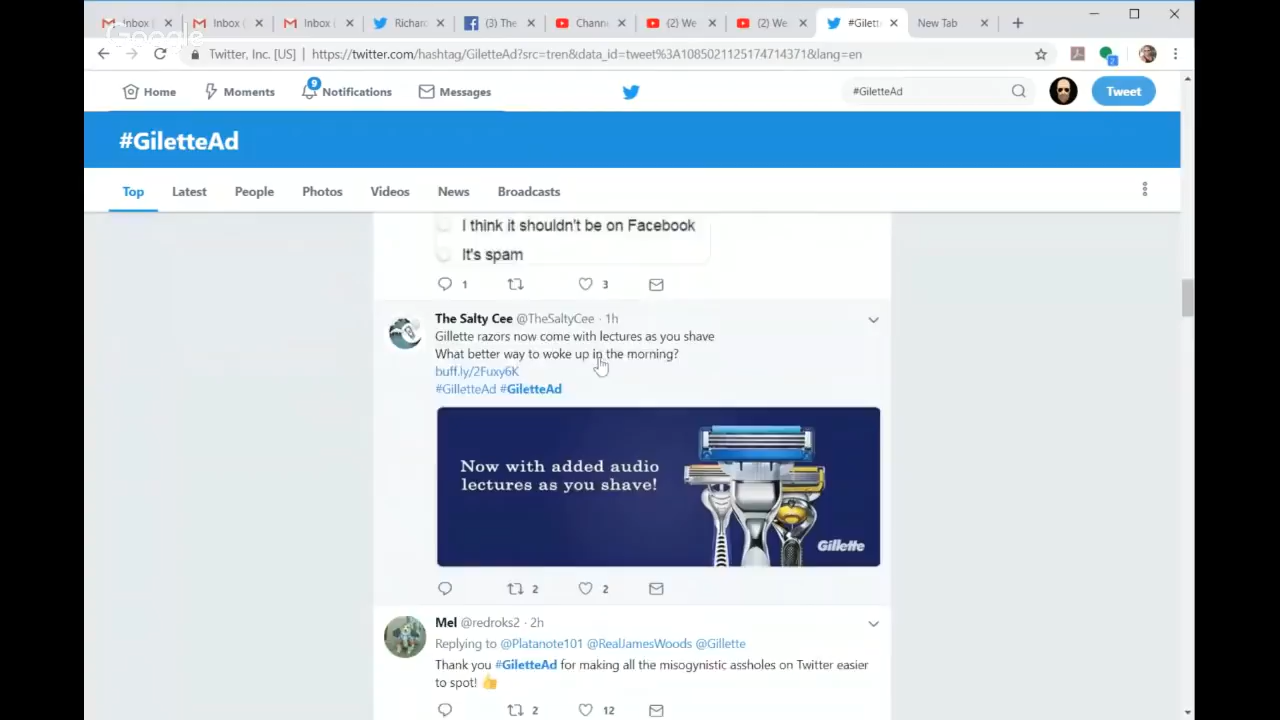 Inbox (
Inbox (
Inbox (
Richard
(3) The
Chann
(2) We
(2) We
#Gilett
New Tab
Google
Twitter, Inc. [US]
https://twitter.com/hashtag/GiletteAd?src=tren&data_id=tweet%3A1085021125174714371&lang=en
2
Home
Moments
9
Notifications
Messages
#GiletteAd
Tweet
#GiletteAd
Top
Latest
People
Photos
Videos
News
Broadcasts
I think it shouldn't be on Facebook
It's spam
1
3
The Salty Cee @TheSaltyCee · 1h
Gillette razors now come with lectures as you shave
What better way to woke up in the morning?
buff.ly/2Fuxy6K
#GilletteAd #GiletteAd
Now with added audio
lectures as you shave!
Gillette
2
2
Mel @redroks2 · 2h
Replying to @Platanote101 @RealJamesWoods @Gillette
Thank you #GiletteAd for making all the misogynistic assholes on Twitter easier
to spot! 👍
2
12